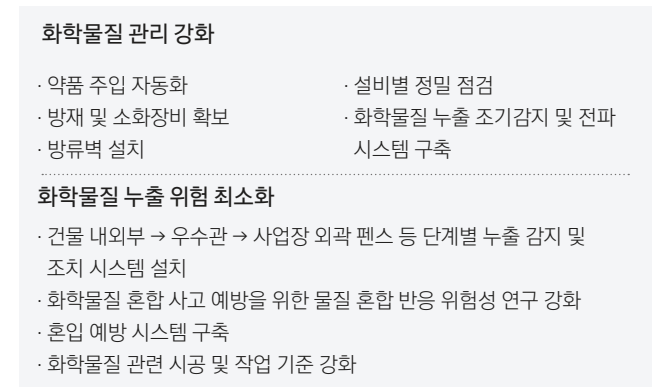 화학물질 관리 강화
· 약품 주입 자동화
· 방재 및 소화장비 확보
· 방류벽 설치
· 설비별 정밀 점검
· 화학물질 누출 조기감지 및 전파
시스템 구축
화학물질 누출 위험 최소화
· 건물 내외부 → 우수관 → 사업장 외곽 펜스 등 단계별 누출 감지 및
조치 시스템 설치
· 화학물질 혼합 사고 예방을 위한 물질 혼합 반응 위험성 연구 강화
· 혼입 예방 시스템 구축
· 화학물질 관련 시공 및 작업 기준 강화